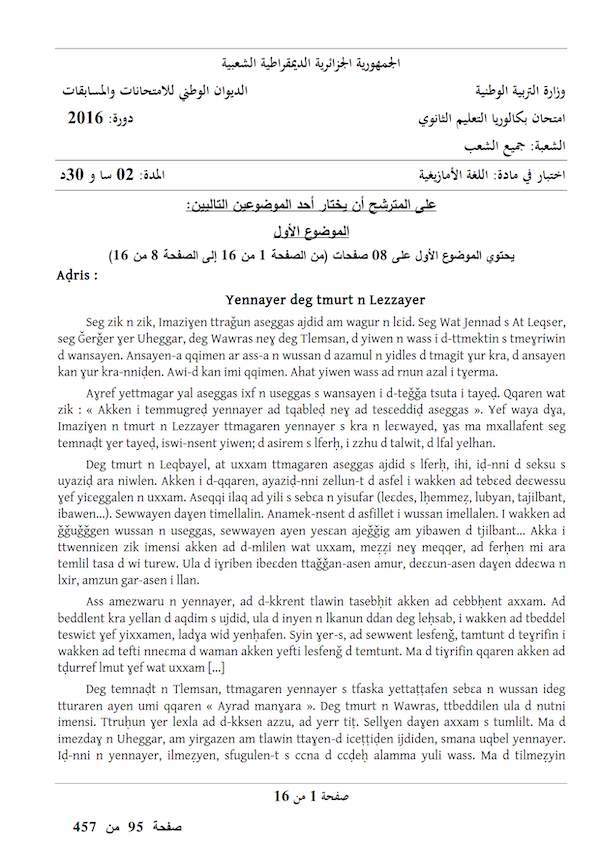 الجمهورية الجزائرية الديمقراطية الشعبية
وزارة التربية الوطنية الديوان الوطني للامتحانات والمسابقات
امتحان بكالوريا التعليم الثانوي دورة: 2016
الشعبة: جميع الشعب
اختبار في مادة: اللغة الأمازيغية المدة: 02 سا و 30د
على المترشح أن يختار أحد الموضوعين التاليين:
الموضوع الأول
يحتوي الموضوع الأول على 08 صفحات (من الصفحة 1 من 16 إلى الصفحة 8 من 16)
Aḍris :
Yennayer deg tmurt n Lezzayer
Seg zik n zik, Imaziɣen ttraǧun aseggas ajdid am wagur n lɛid. Seg Wat Jennad s At Leqser,
seg Ǧerǧer ɣer Uheggar, deg Wawras neɣ deg Tlemsan, d yiwen n wass i d-ttmektin s tmeɣriwin
d wansayen. Ansayen-a qqimen ar ass-a n wussan d azamul n yidles d tmagit ɣur kra, d ansayen
kan ɣur kra-nniḍen. Awi-d kan imi qqimen. Ahat yiwen wass ad rnun azal i tɣerma.
Aɣref yettmagar yal aseggas ixf n useggas s wansayen i d-teǧǧa tsuta i tayeḍ. Qqaren wat
zik : « Akken i temmugreḍ yennayer ad tqableḍ neɣ ad tesɛeddiḍ aseggas ». Ɣef waya dɣa,
Imaziɣen n tmurt n Lezzayer ttmagaren yennayer s kra n leɛwayed, ɣas ma mxallafent seg
temnaḍt ɣer tayeḍ, iswi-nsent yiwen; d asirem s lferḥ, i zzhu d talwit, d lfal yelhan.
Deg tmurt n Leqbayel, at uxxam ttmagaren aseggas ajdid s lferḥ, ihi, iḍ-nni d seksu s
uyaziḍ ara niwlen. Akken i d-qqaren, ayaziḍ-nni zellun-t d asfel i wakken ad tebɛed deɛwessu
ɣef yiɛeggalen n uxxam. Aseqqi ilaq ad yili s sebɛa n yisufar (leɛdes, lḥemmeẓ, lubyan, tajilbant,
ibawen...). Sewwayen daɣen timellalin. Anamek-nsent d asfillet i wussan imellalen. I wakken ad
ǧǧuǧǧgen wussan n useggas, sewwayen ayen yesɛan ajeǧǧig am yibawen d tjilbant... Akka i
ttwenniɛen zik imensi akken ad d-mlilen wat uxxam, meẓẓi neɣ meqqer, ad ferḥen mi ara
temlil tasa d wi turew. Ula d iɣriben ibeɛden ttaǧǧan-asen amur, deɛɛun-asen daɣen ddeɛwa n
lxir, amzun gar-asen i llan.
Ass amezwaru n yennayer, ad d-kkrent tlawin tasebḥit akken ad cebbḥent axxam. Ad
beddlent kra yellan d aqdim s ujdid, ula d inyen n lkanun ddan deg leḥsab, i wakken ad tbeddel
teswiɛt ɣef yixxamen, ladɣa wid yenḥafen. Syin ɣer-s, ad sewwent lesfenǧ, tamtunt d teɣrifin i
wakken ad tefti nneɛma d waman akken yefti lesfenǧ d temtunt. Ma d tiɣrifin qqaren akken ad
tḍurref lmut ɣef wat uxxam [...]
Deg temnaḍt n Tlemsan, ttmagaren yennayer s tfaska yettaṭṭafen sebɛa n wussan ideg
tturaren ayen umi qqaren « Ayrad manɣara ». Deg tmurt n Wawras, ttbeddilen ula d nutni
imensi. Ttruḥun ɣer lexla ad d-kksen azzu, ad yerr tiṭ. Sellɣen daɣen axxam s tumlilt. Ma d
imezdaɣ n Uheggar, am yirgazen am tlawin ttaɣen-d iceṭṭiḍen ijdiden, smana uqbel yennayer.
Iḍ-nni n yennayer, ilmeẓyen, sfugulen-t s ccna d ccḍeḥ alamma yuli wass. Ma d tilmeẓyin
صفحة 1 من 16
صفحة 95 من 457